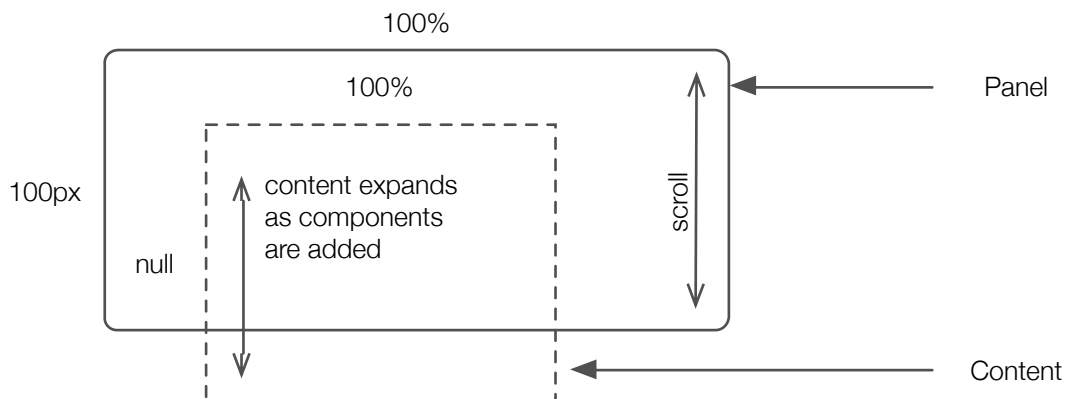 100%
100%
Panel
100px
content expands
as components
are added
scroll
null
Content